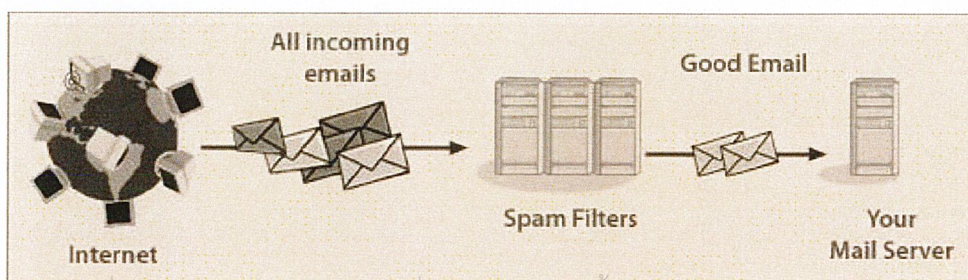 All incoming
emails
Good Email
Internet
Spam Filters
Your
Mail Server